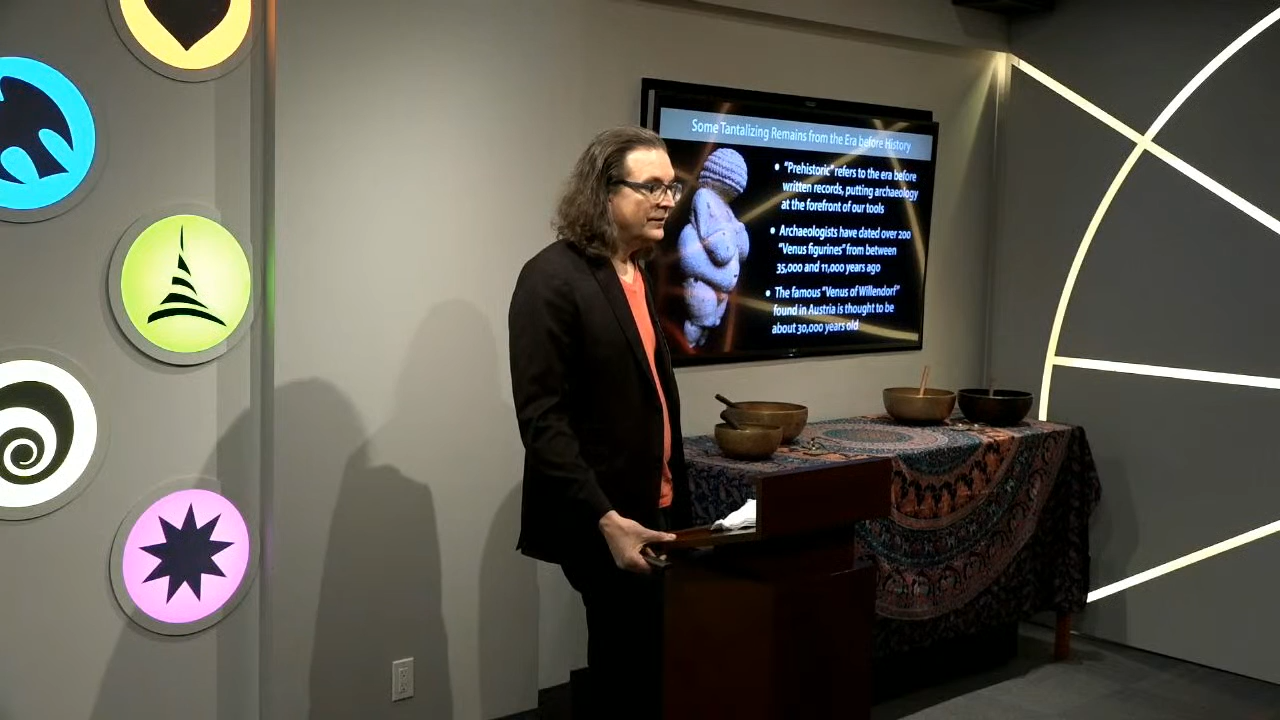 Some Tantalizing Remains from the Era before History
• "Prehistoric" refers to the era before
written records, putting archaeology
at the forefront of our tools
• Archaeologists have dated over 200
"Venus figurines" from between
35,000 and 11,000 years ago
• The famous "Venus of Willendorf"
found in Austria is thought to be
about 30,000 years old